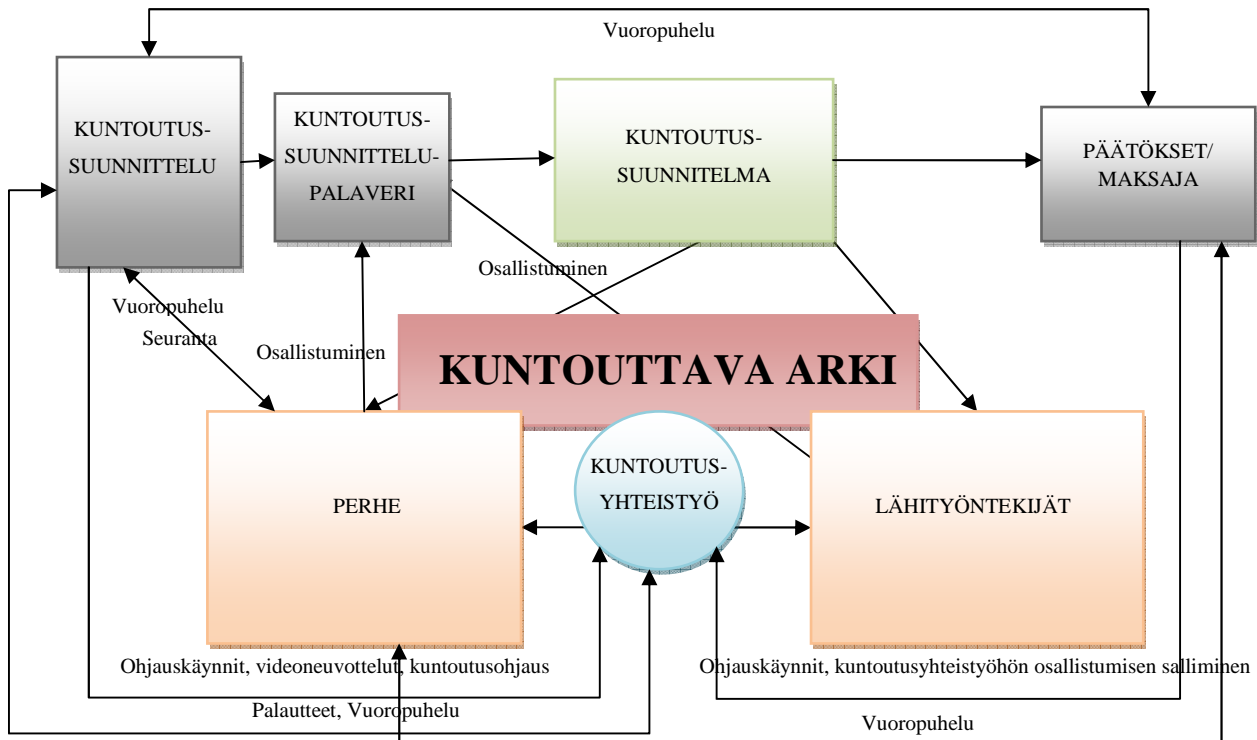 Vuoropuhelu
KUNTOUTUS-
SUUNNITTELU
KUNTOUTUS-
SUUNNITTELU-
PALAVERI
KUNTOUTUS-
SUUNNITELMA
PÄÄTÖKSET/
MAKSAJA
Osallistuminen
Vuoropuhelu
Seuranta
Osallistuminen
KUNTOUTTAVA ARKI
PERHE
KUNTOUTUS-
YHTEISTYÖ
LÄHITYÖNTEKIJÄT
Ohjauskäynnit, videoneuvottelut, kuntoutusohjaus
Ohjauskäynnit, kuntoutusyhteistyöhön osallistumisen salliminen
Palautteet, Vuoropuhelu
Vuoropuhelu